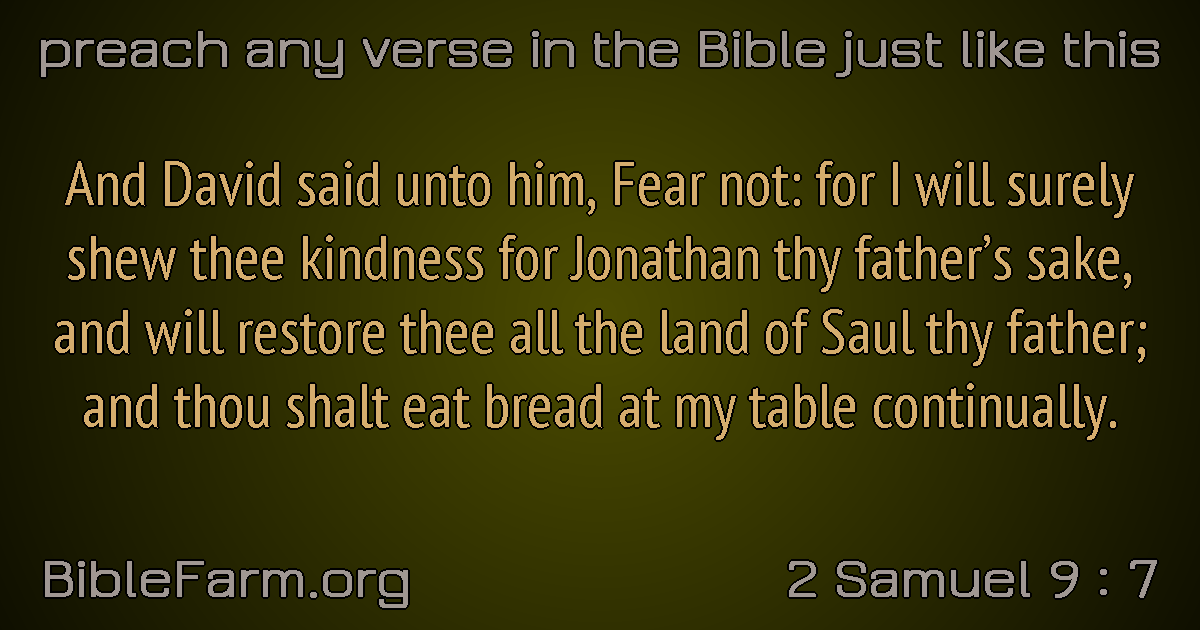 preach any verse in the Bible just like this
And David said unto him, Fear not: for I will surely
shew thee kindness for Jonathan thy father’s sake,
and will restore thee all the land of Saul thy father;
and thou shalt eat bread at my table continually.
BibleFarm.org
2 Samuel 9 : 7